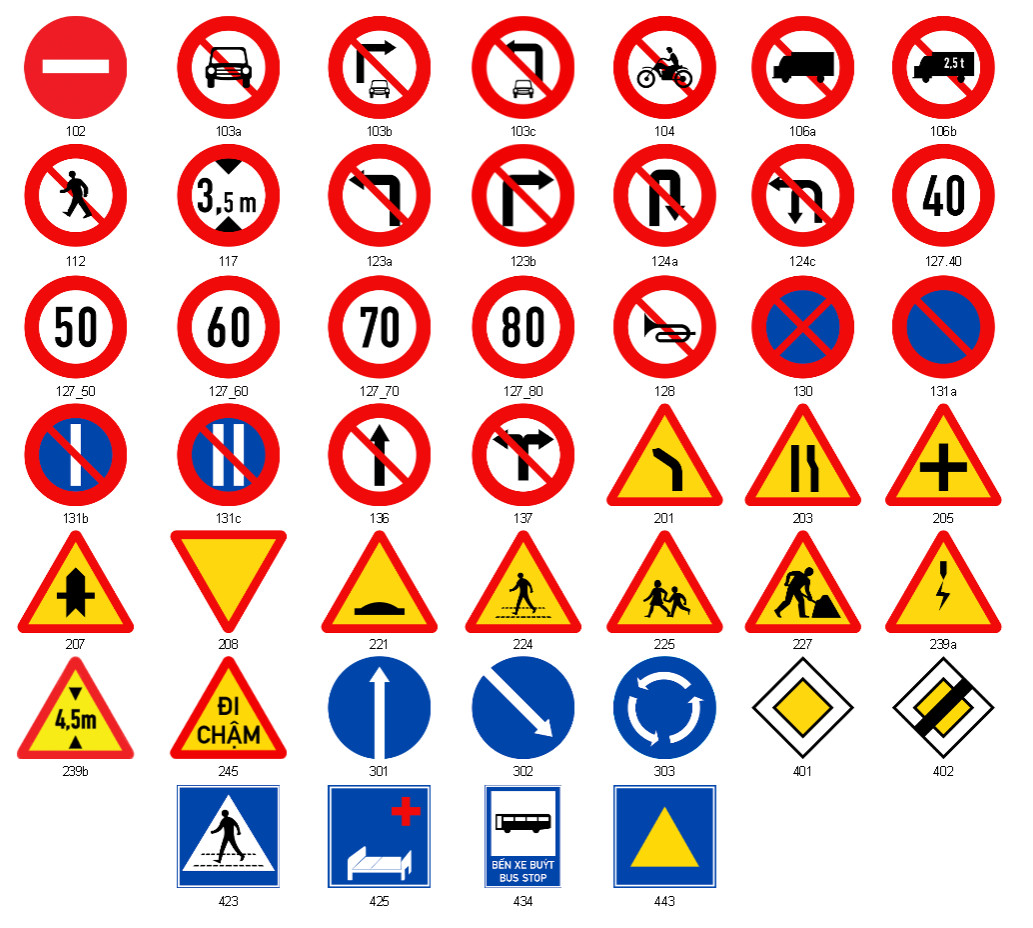 2,5 t
102 103a 103b 103c 104 106a 106b
3,5 m
40
112 117 123a 123b 124a 124c 127.40
50 60 70 80
127_50 127_60 127_70 127_80 128 130 131a
131b 131c 136 137 201 203 205
207 208 221 224 225 227 239a
4,5m
ĐI
CHẬM
239b 245 301 302 303 401 402
BẾN XE BUÝT
BUS STOP
423 425 434 443